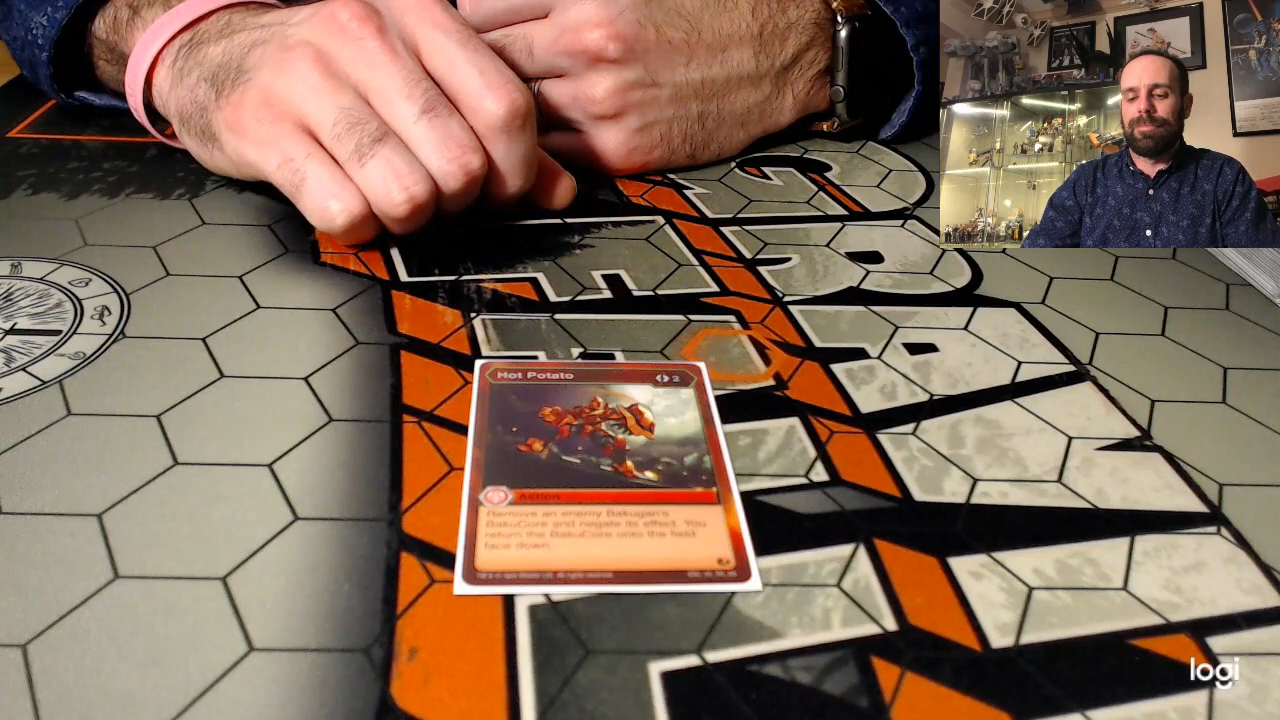 Hot Potato
2
Action
Remove an enemy Bakugan's
BakuCore and negate its effect. You
return the BakuCore onto the field
face down.
logi